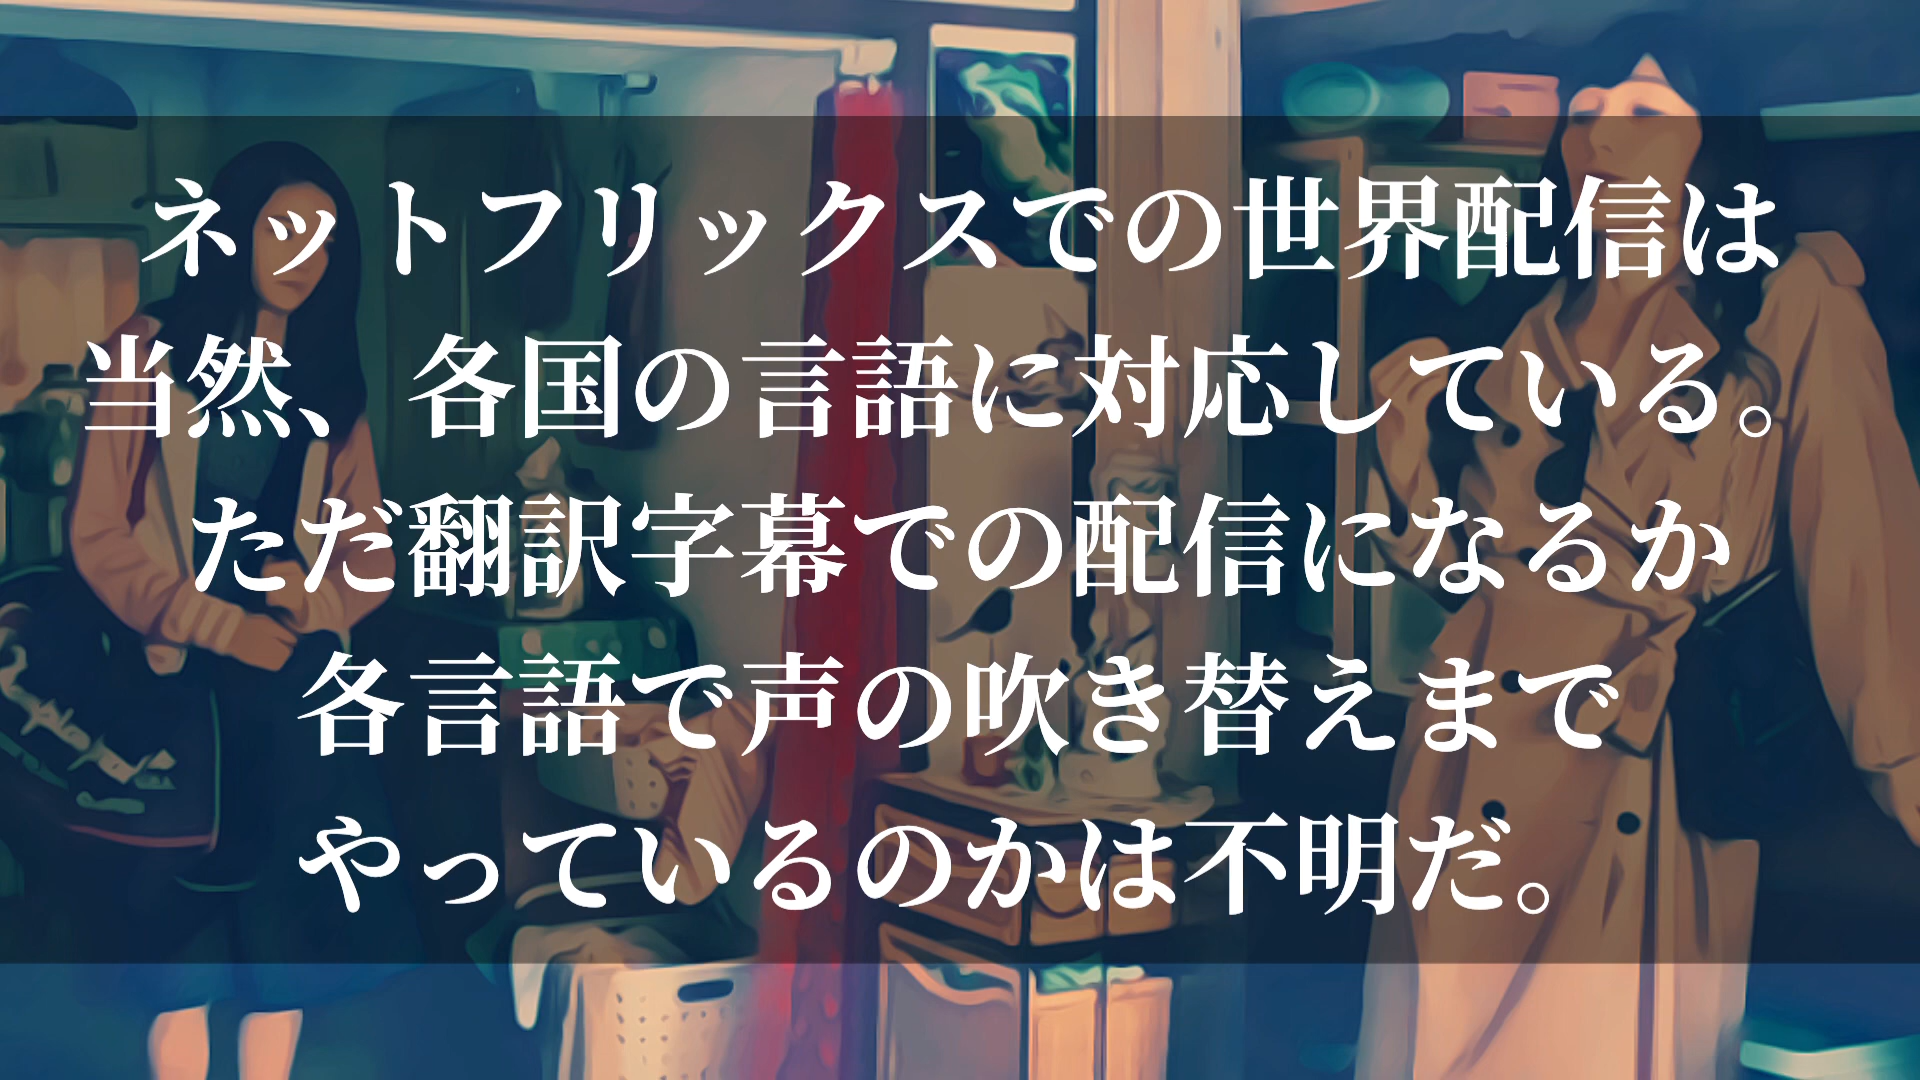 ネットフリックスでの世界配信は
当然、各国の言語に対応している。
ただ翻訳字幕での配信になるか
各言語で声の吹き替えまで
やっているのかは不明だ。